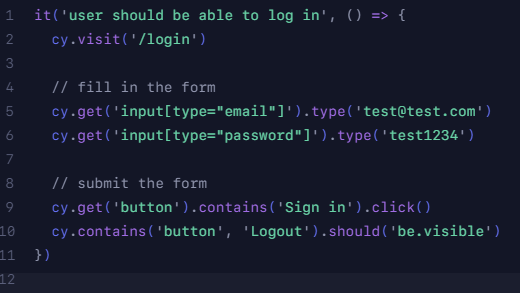 1 it('user should be able to log in', () => {
2 cy.visit('/login')
3
4 // fill in the form
5 cy.get('input[type="email"]').type('test@test.com')
6 cy.get('input[type="password"]').type('test1234')
7
8 // submit the form
9 cy.get('button').contains('Sign in').click()
10 cy.contains('button', 'Logout').should('be.visible')
11 })
12